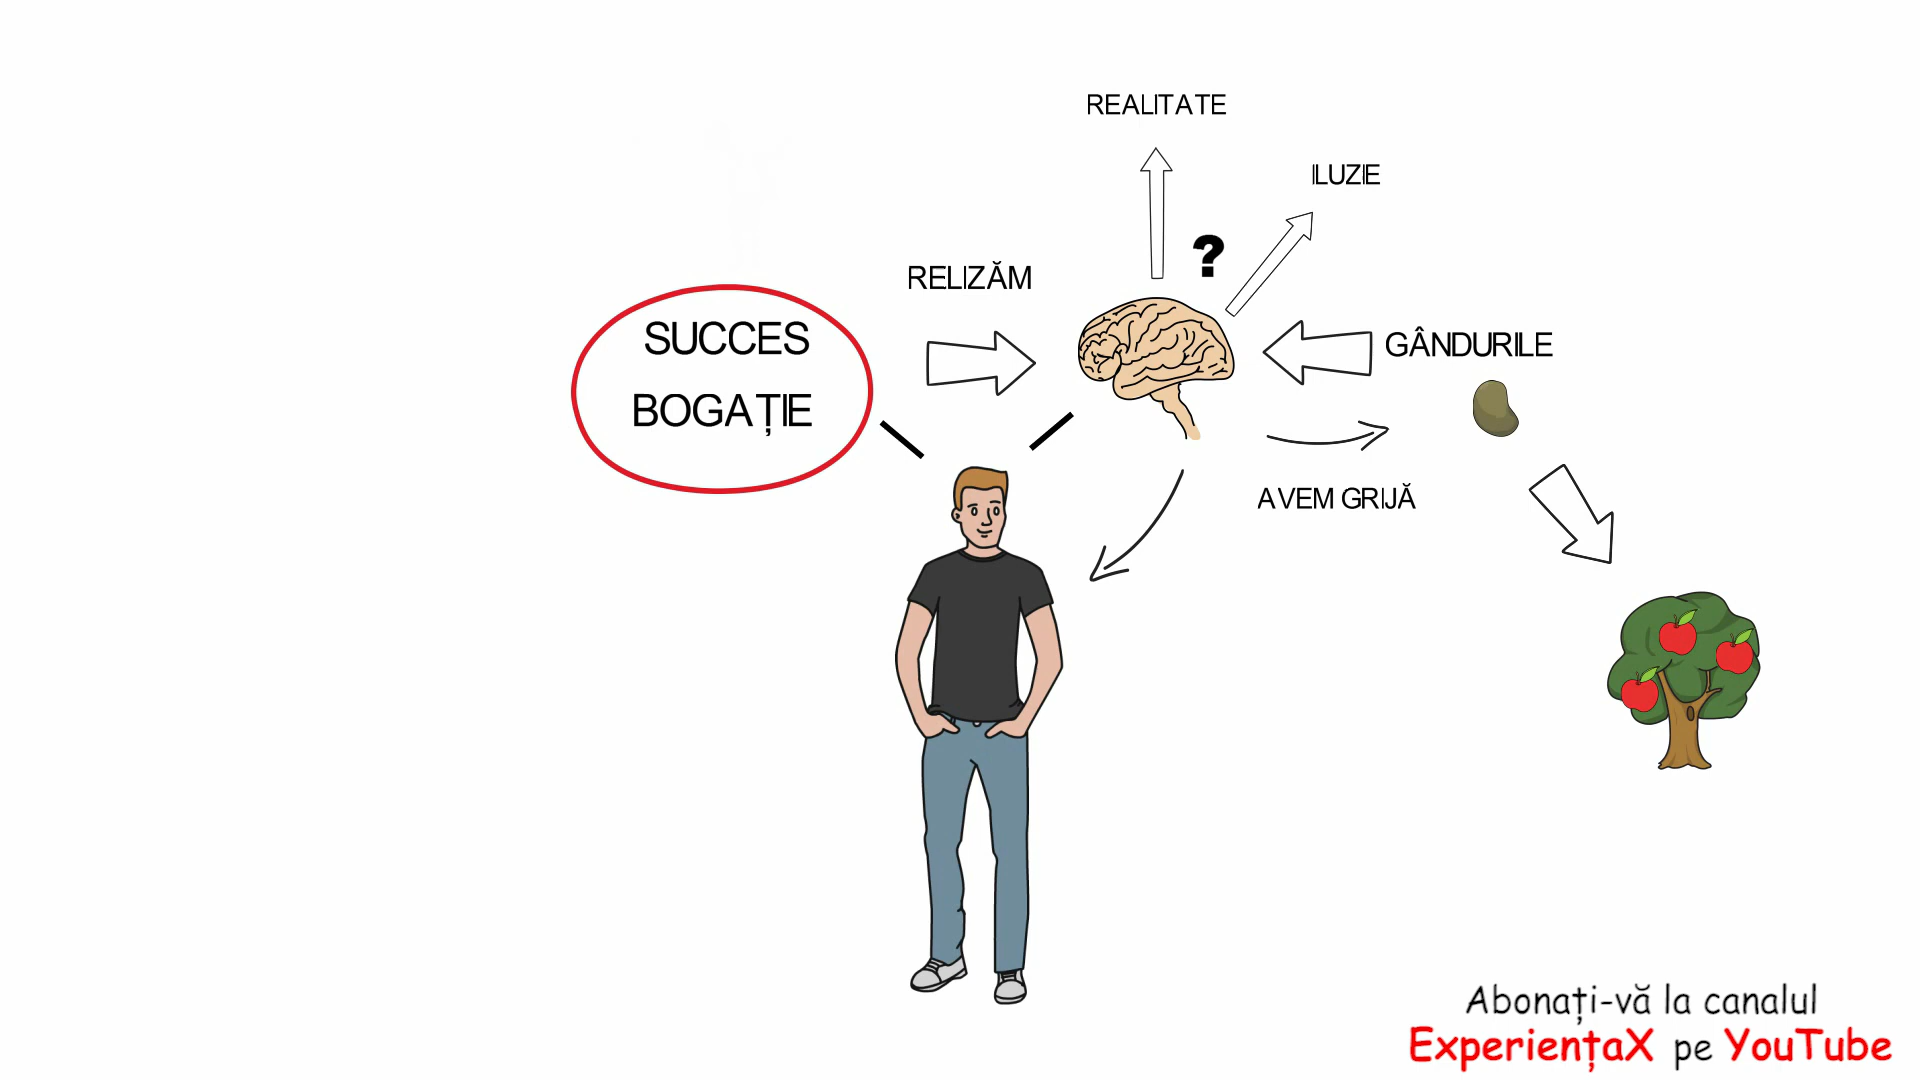 REALITATE
ILUZIE
?
RELIZĂM
SUCCES
BOGAȚIE
GÂNDURILE
AVEM GRIJĂ
Abonați-vă la canalul
ExperiențaX pe YouTube